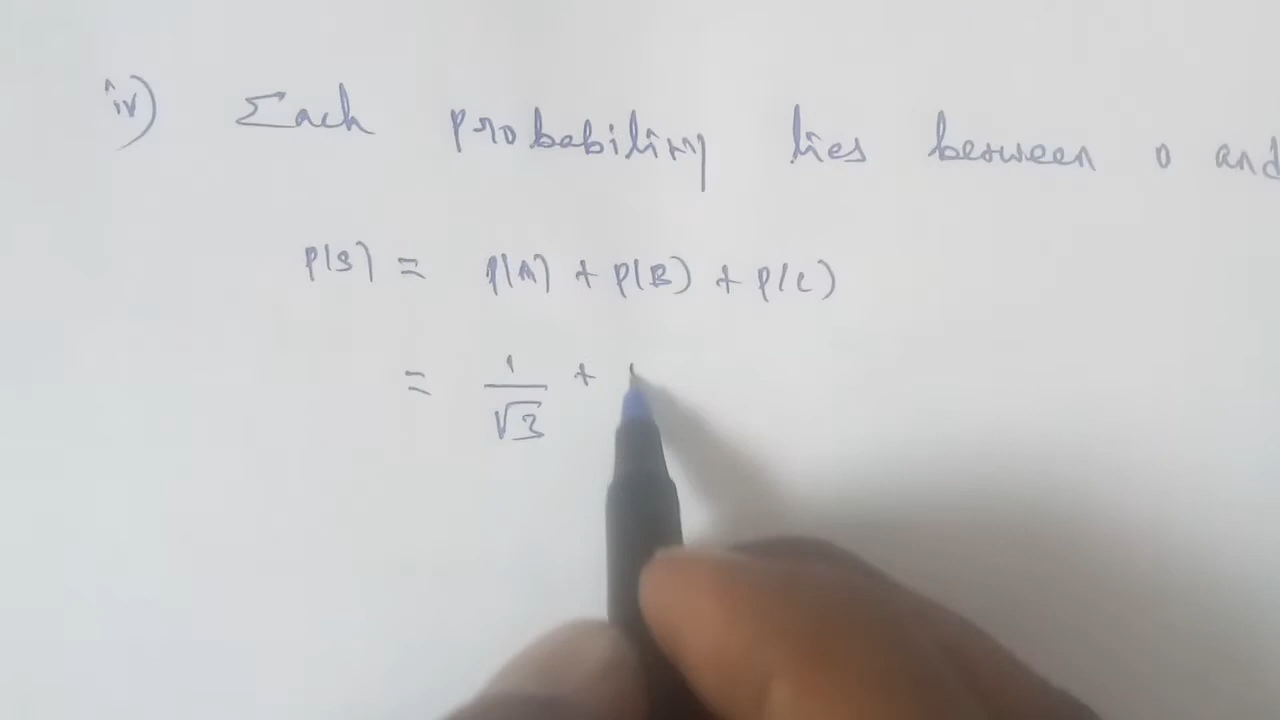 iv) Each probability lies between 0 and
P(S) = P(A) + P(B) + P(C)
= 1/√3 +